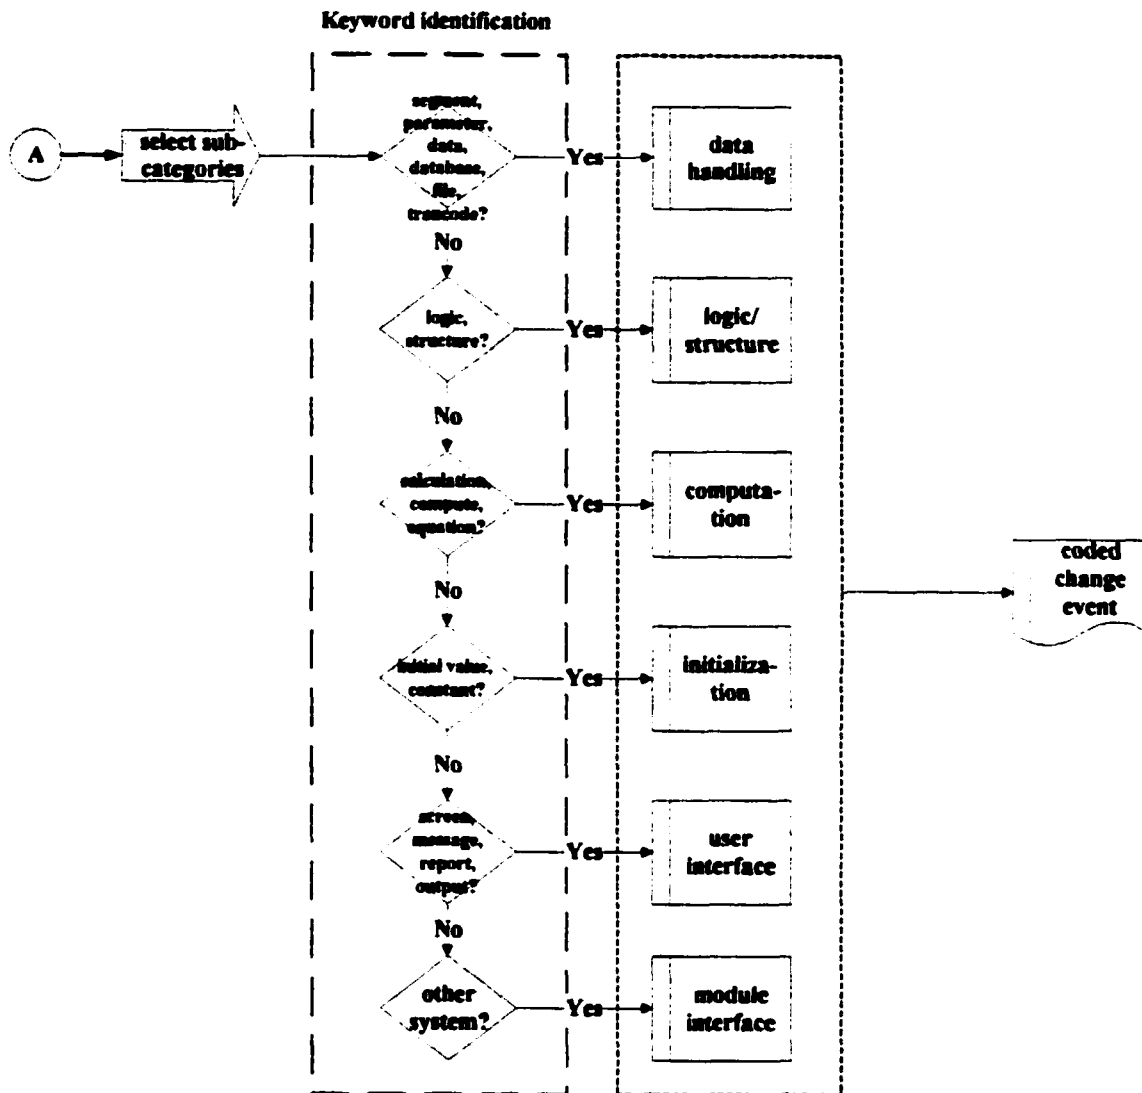 Keyword identification
A
select sub-
categories
segment,
parameter,
data,
database,
file,
trancode?
Yes
data
handling
No
logic,
structure?
Yes
logic/
structure
No
calculation,
compute,
equation?
Yes
computa-
tion
No
initial value,
constant?
Yes
initializa-
tion
No
screen,
message,
report,
output?
Yes
user
interface
No
other
system?
Yes
module
interface
coded
change
event